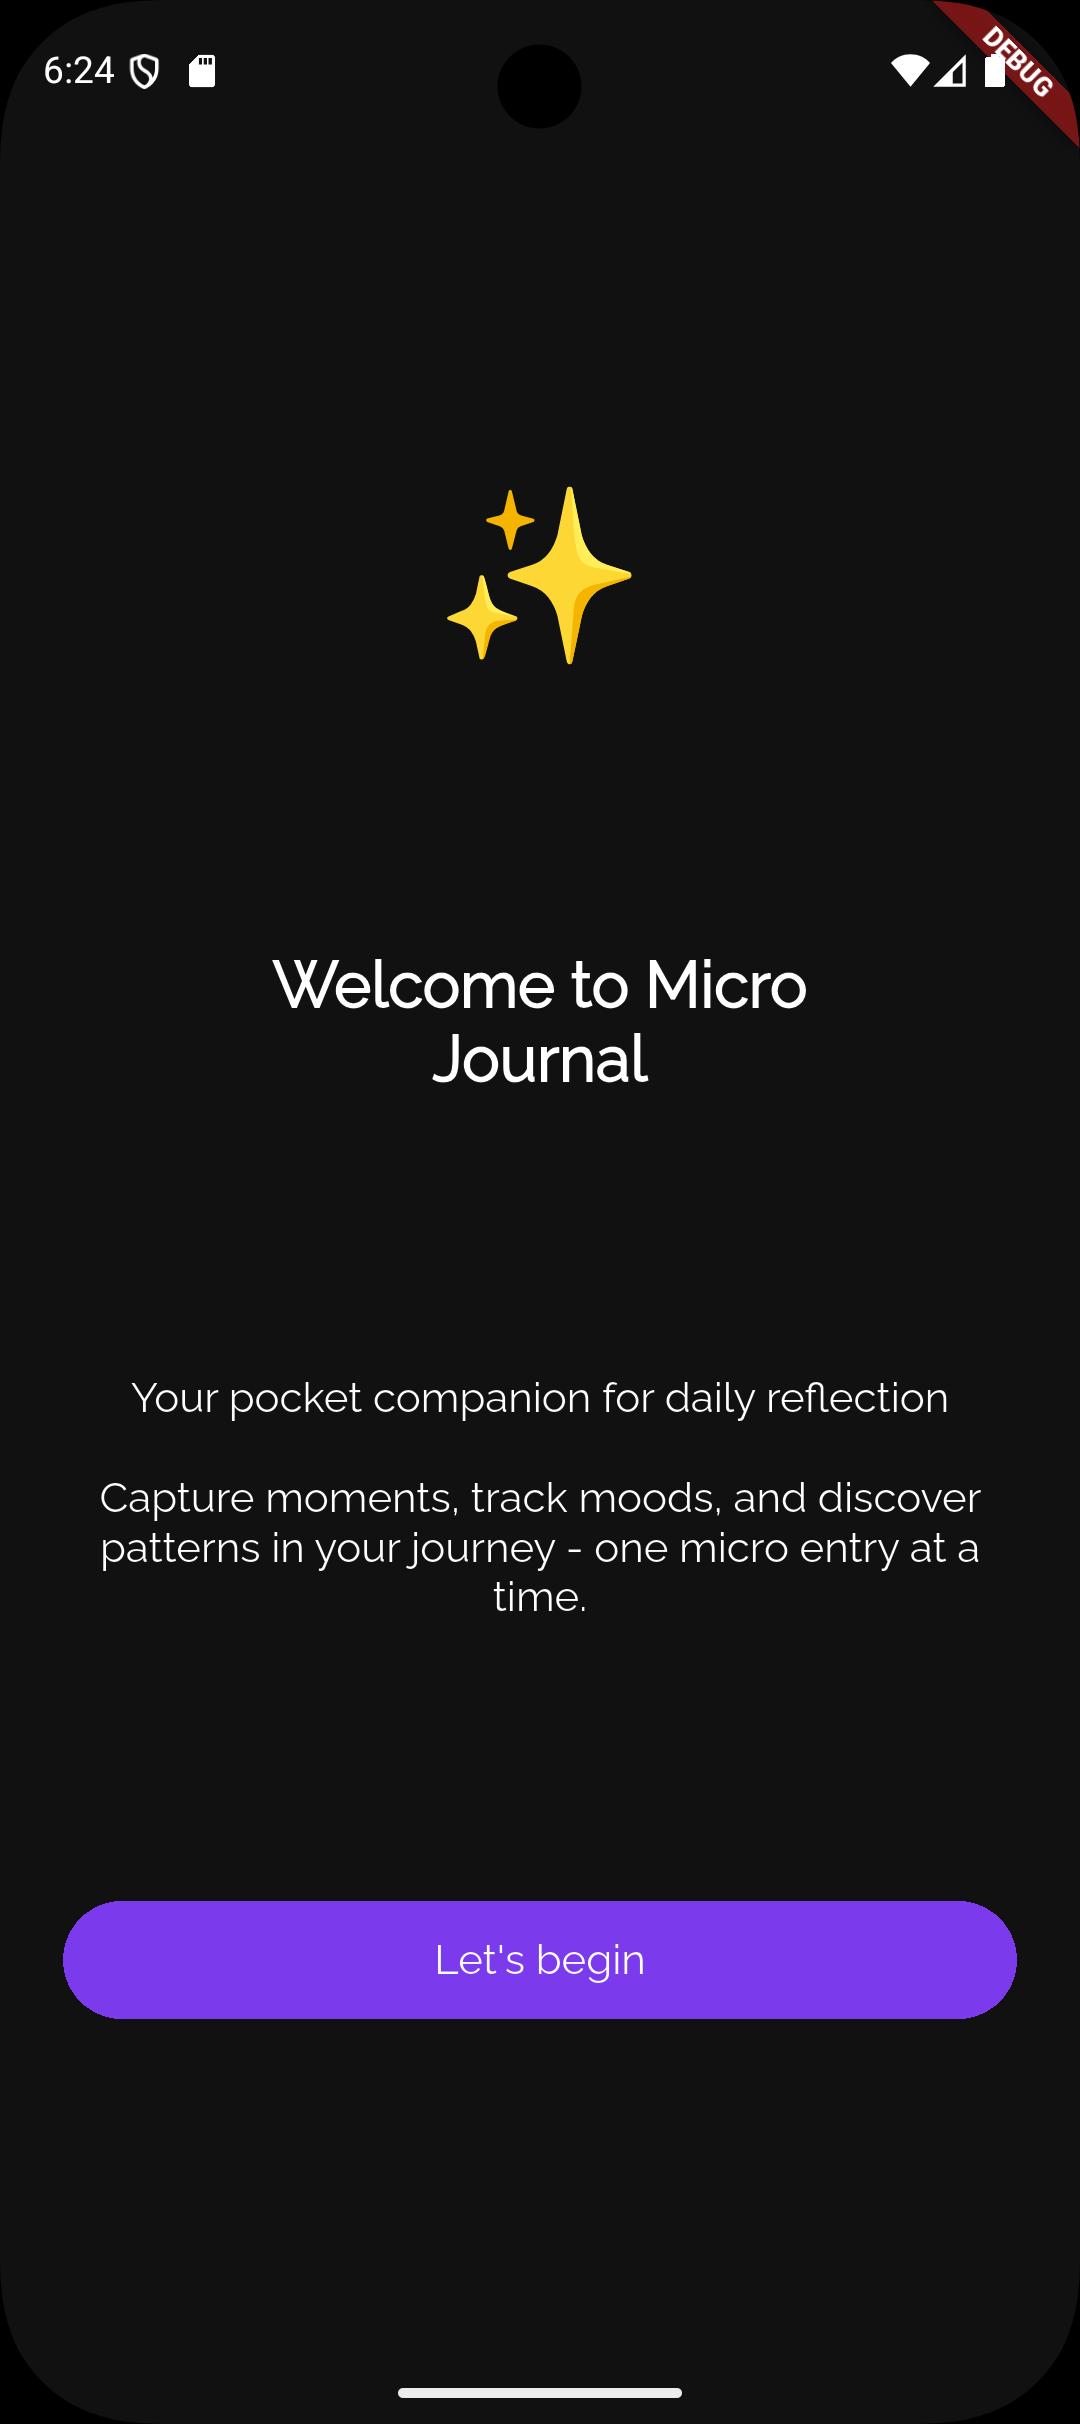 6:24
DEBUG
Welcome to Micro
Journal
Your pocket companion for daily reflection
Capture moments, track moods, and discover
patterns in your journey - one micro entry at a
time.
Let's begin